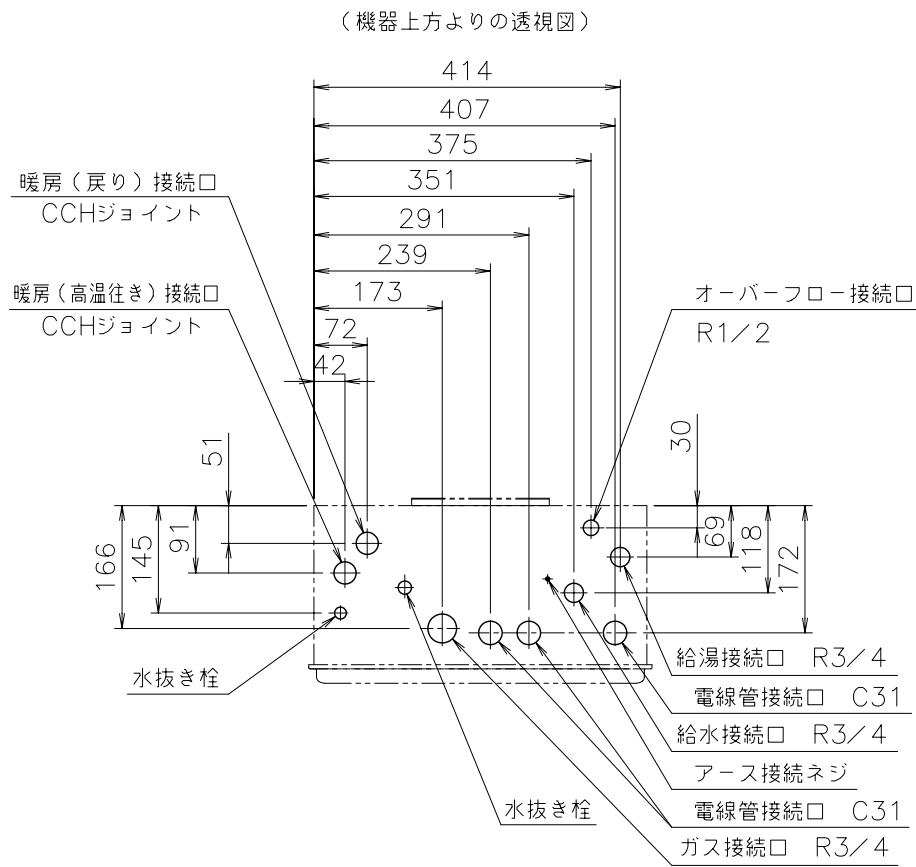 （機器上方よりの透視図）
414
407
375
351
291
239
173
72
42
暖房（戻り）接続口
CCHジョイント
暖房（高温往き）接続口
CCHジョイント
オーバーフロー接続口
R1／2
51
91
145
166
30
69
118
172
水抜き栓
水抜き栓
給湯接続口　R3／4
電線管接続口　C31
給水接続口　R3／4
アース接続ネジ
電線管接続口　C31
ガス接続口　R3／4